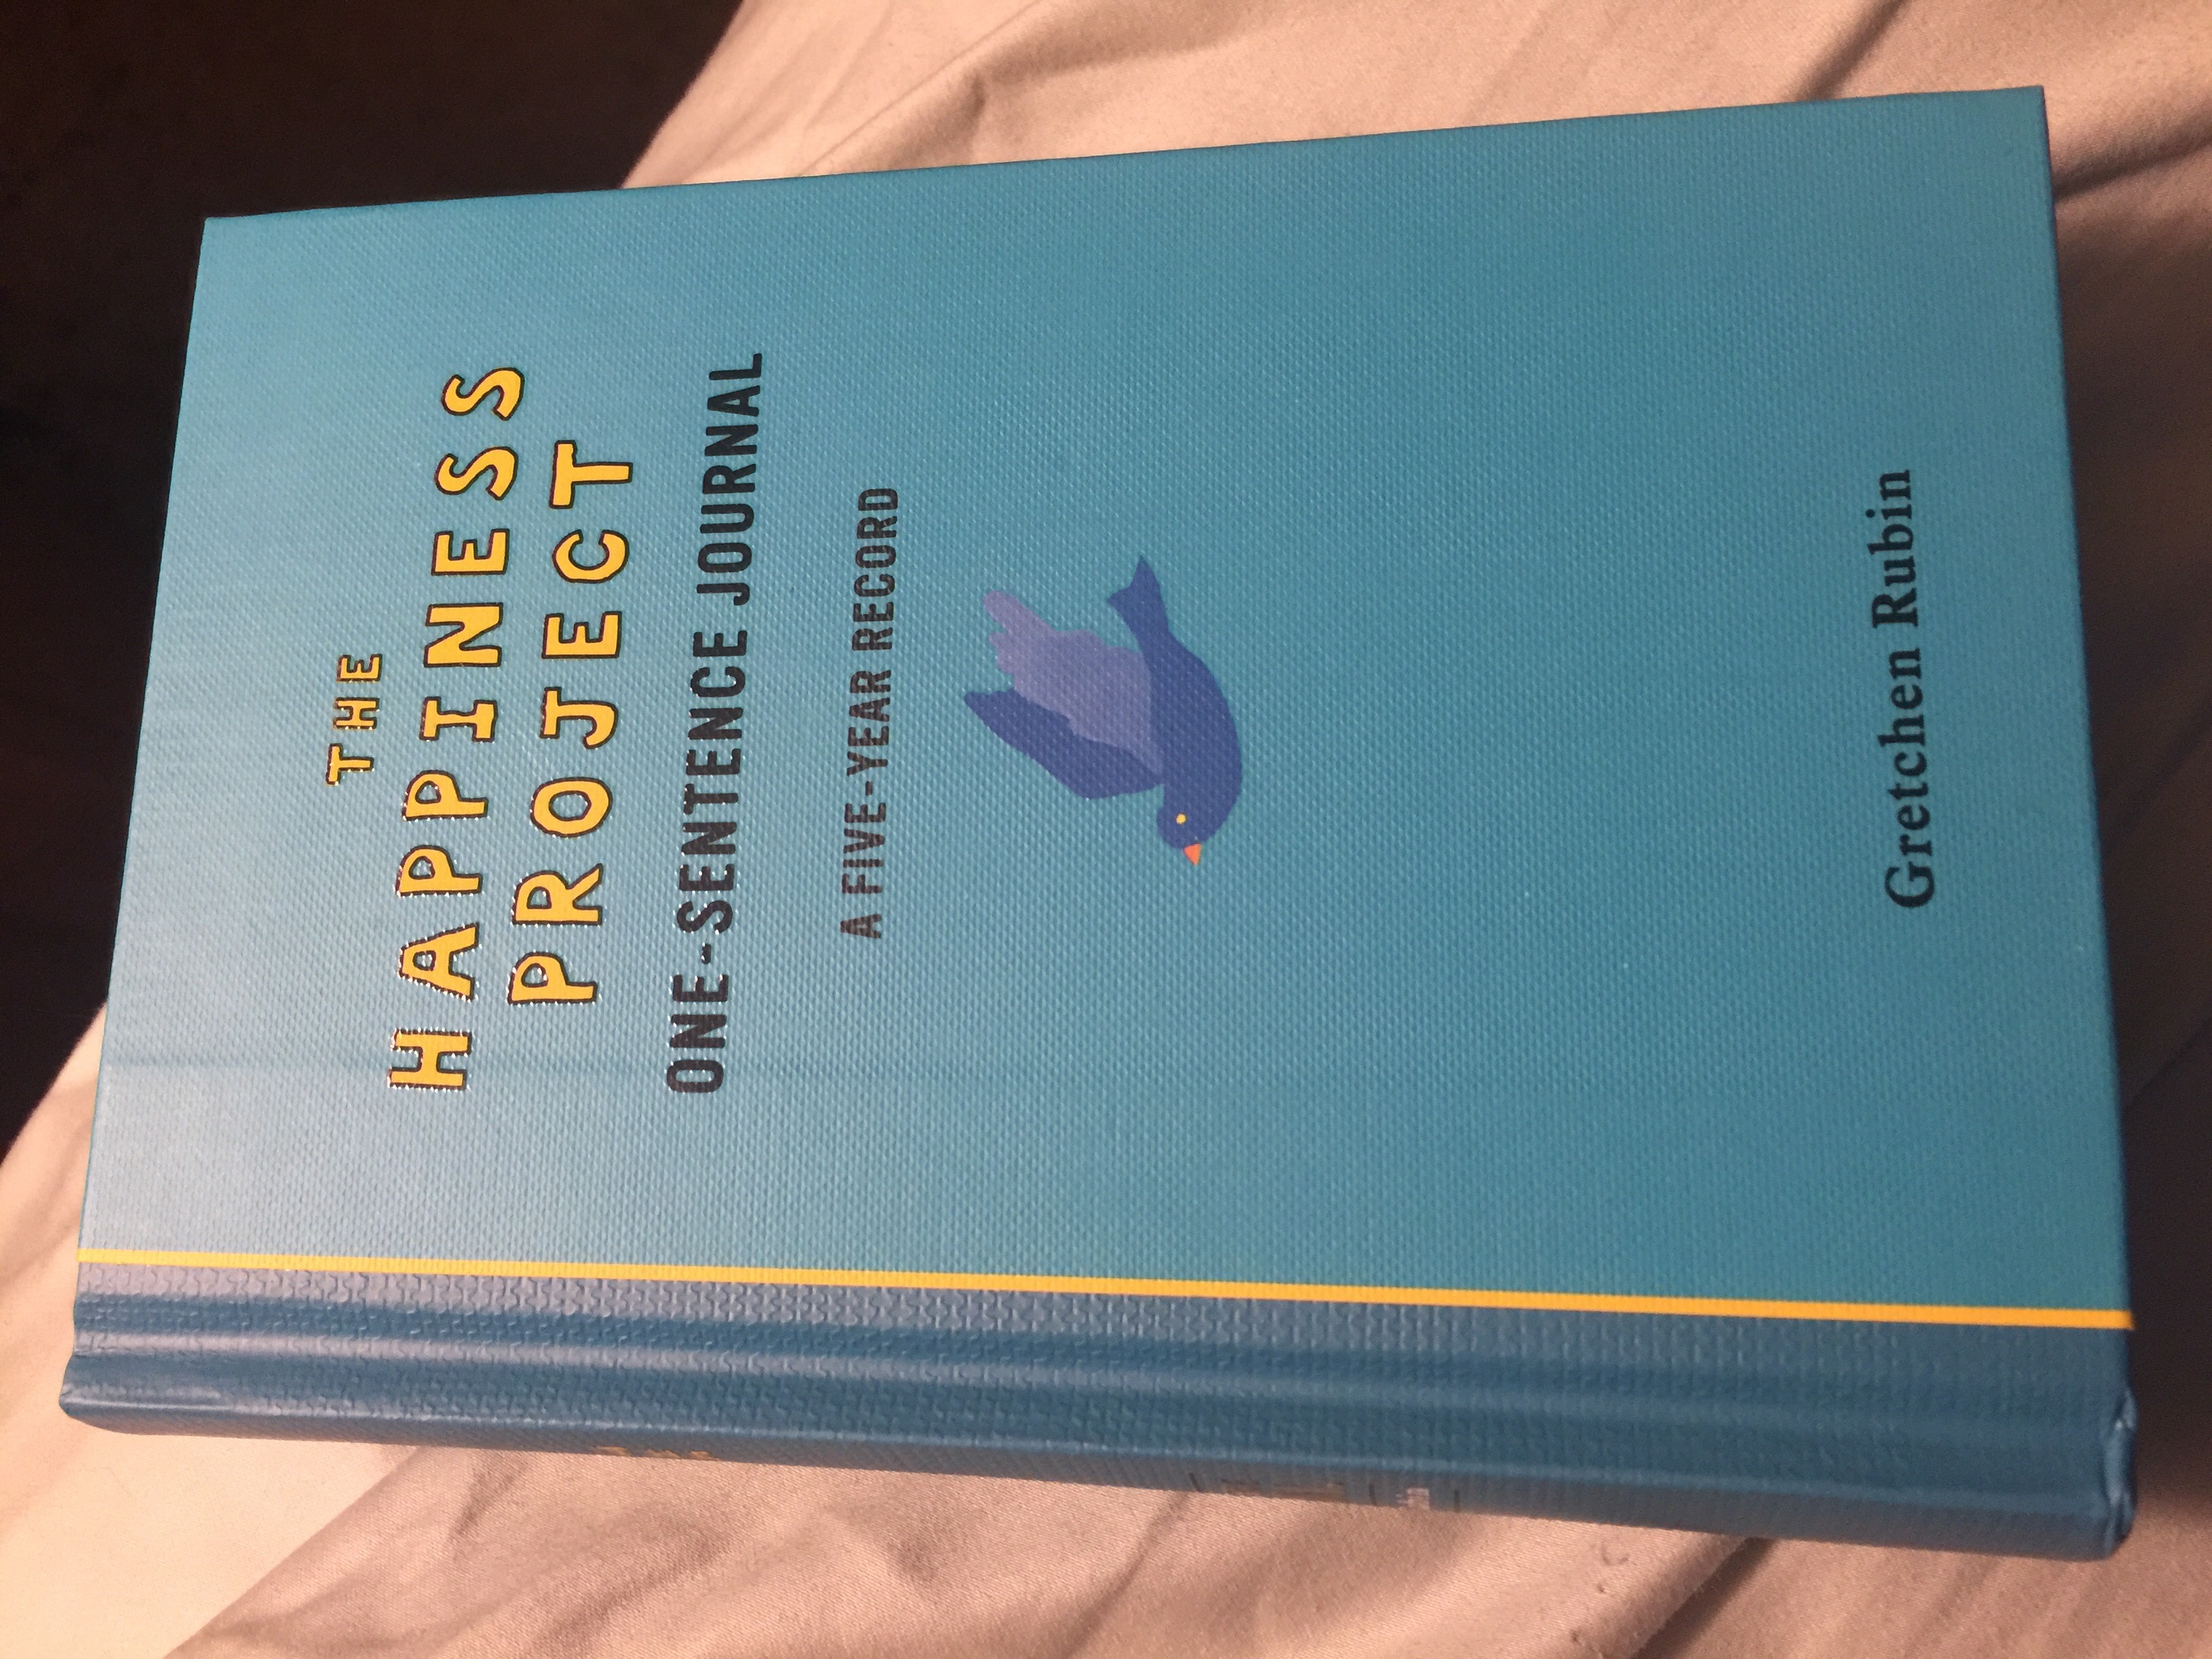 THE
HAPPINESS
PROJECT
ONE-SENTENCE JOURNAL
A FIVE-YEAR RECORD
Gretchen Rubin